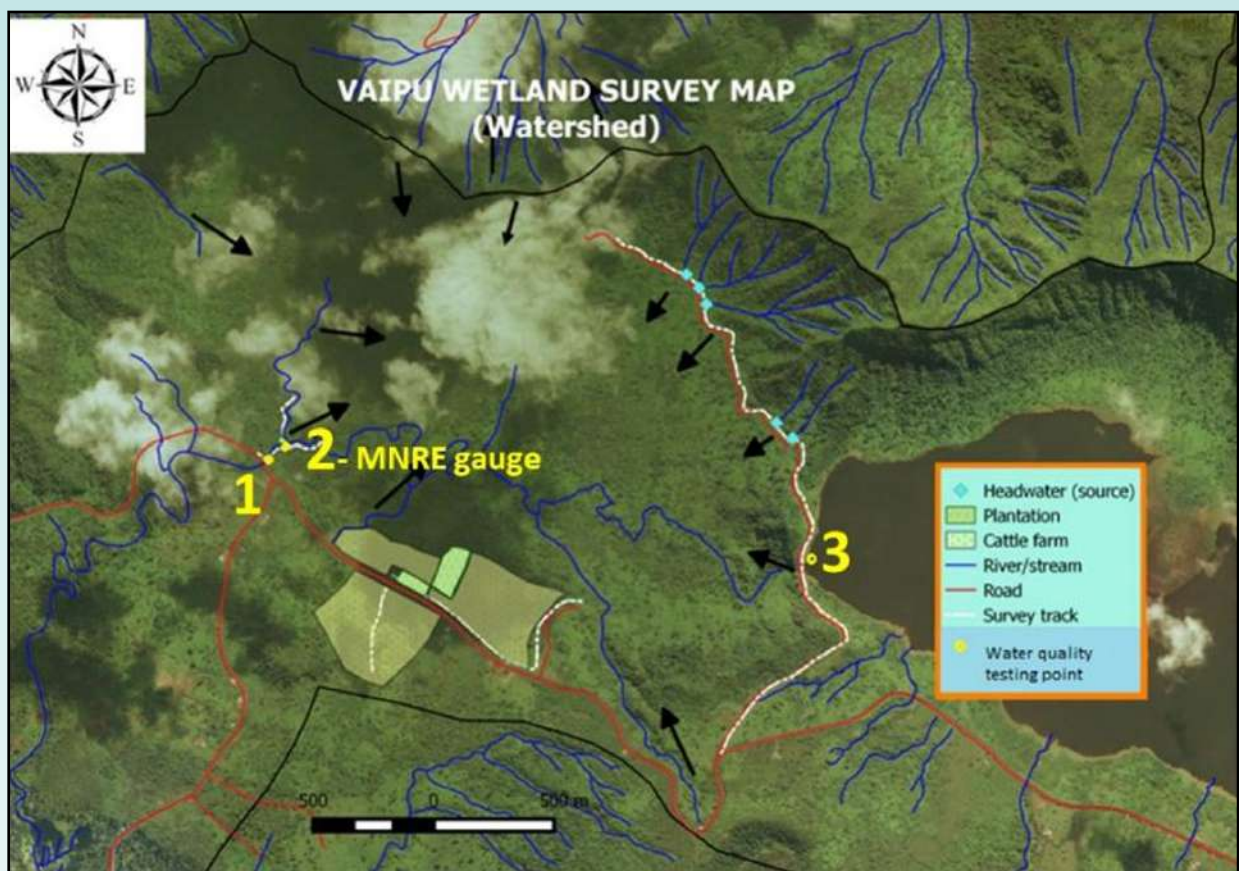 N
W
E
S
VAIPU WETLAND SURVEY MAP
(Watershed)
2 - MNRE gauge
1
3
Headwater (source)
Plantation
Cattle farm
River/stream
Road
Survey track
Water quality
testing point
500 0 500 m